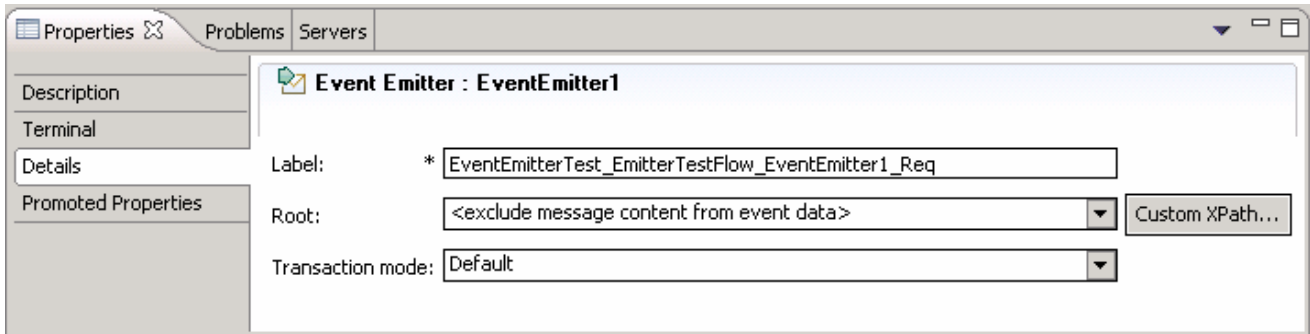 Properties Problems Servers
Event Emitter : EventEmitter1
Description
Terminal
Details
Promoted Properties
Label: * EventEmitterTest_EmitterTestFlow_EventEmitter1_Req
Root: <exclude message content from event data> Custom XPath...
Transaction mode: Default